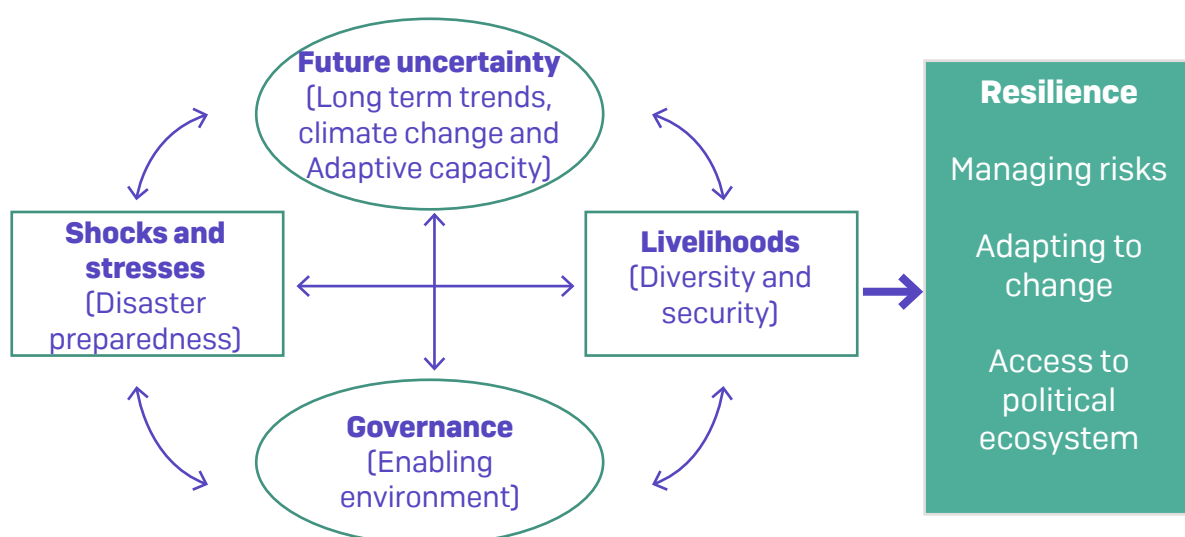 Future uncertainty
(Long term trends,
climate change and
Adaptive capacity)
Shocks and
stresses
(Disaster
preparedness)
Livelihoods
(Diversity and
security)
Governance
(Enabling
environment)
Resilience
Managing risks
Adapting to
change
Access to
political
ecosystem